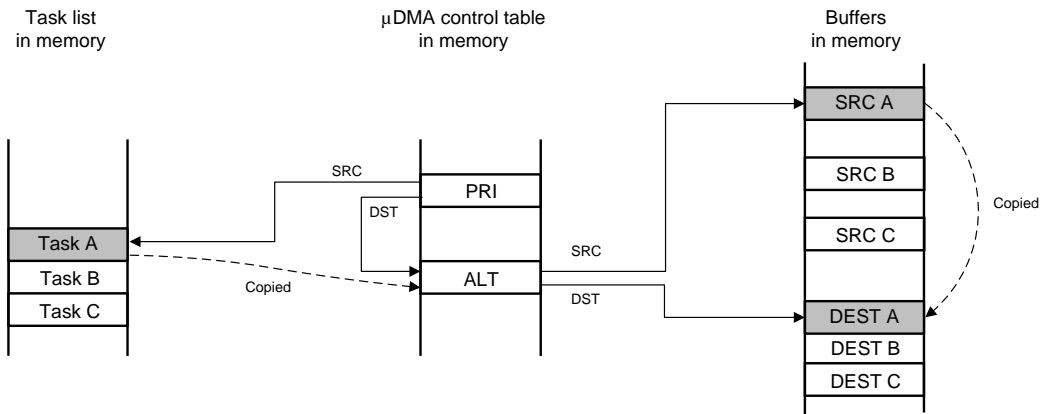 Task list
in memory
µDMA control table
in memory
Buffers
in memory
SRC A
SRC
PRI
SRC B
DST
Copied
SRC C
Task A
SRC
Task B
Copied
ALT
DST
Task C
DEST A
DEST B
DEST C